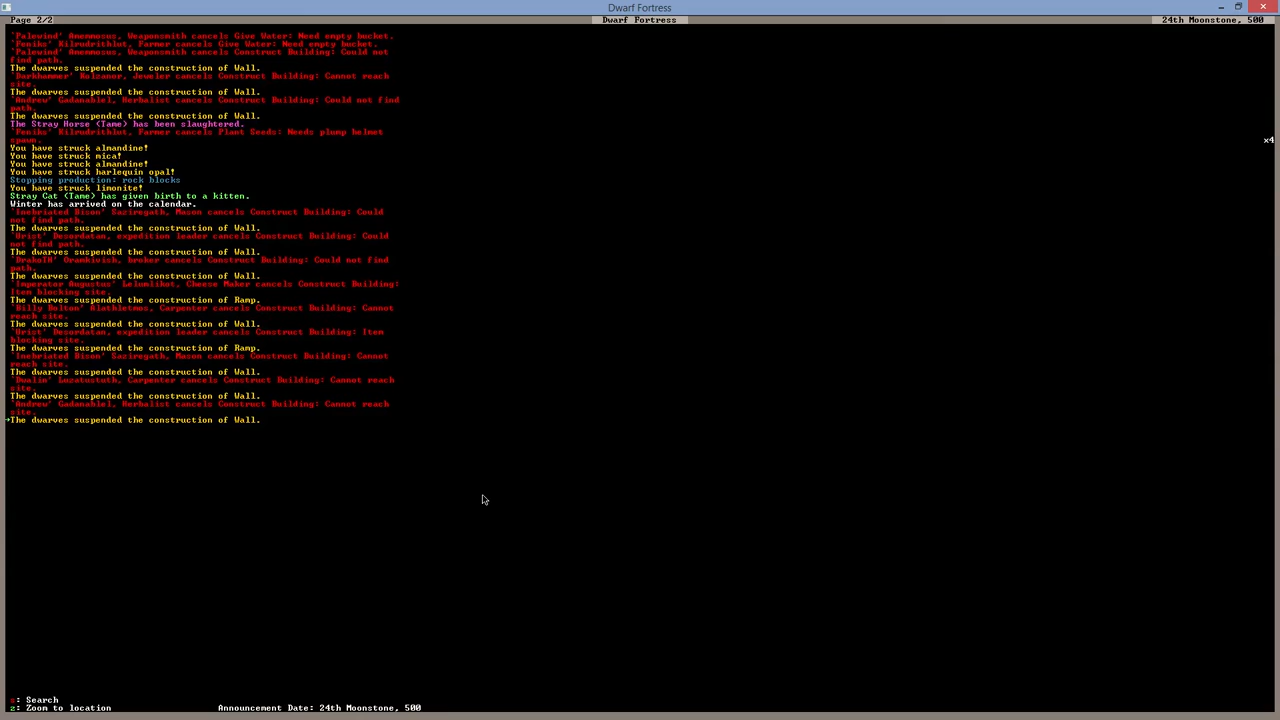 Dwarf Fortress
Page 2/2
Dwarf Fortress
24th Moonstone, 500
'Palewind' Amemnosus, Weaponsmith cancels Give Water: Need empty bucket.
'Feniks' Kilrudrithlut, Farmer cancels Give Water: Need empty bucket.
'Palewind' Amemnosus, Weaponsmith cancels Construct Building: Could not
find path.
The dwarves suspended the construction of Wall.
'Darkhammer' Jeweler cancels Construct Building: Cannot reach
site.
The dwarves suspended the construction of Wall.
'Andrew' Herbalist cancels Construct Building: Could not find
path.
The dwarves suspended the construction of Wall.
The Stray Horse (Tame) has been slaughtered.
'Feniks' Kilrudrithlut, Farmer cancels Plant Seeds: Needs plump helmet
spawn.
x4
You have struck almandine!
You have struck mica!
You have struck almandine!
You have struck harlequin opal!
Stopping production: rock blocks
You have struck limonite!
Stray Cat (Tame) has given birth to a kitten.
Winter has arrived on the calendar.
'Inebriated Bison' Saziregath, Mason cancels Construct Building: Could
not find path.
The dwarves suspended the construction of Wall.
'Urist' Desordatan, expedition leader cancels Construct Building: Could
not find path.
The dwarves suspended the construction of Wall.
'DrakoTH' broker cancels Construct Building: Could not find
path.
The dwarves suspended the construction of Wall.
'Imperator Augustus' Cheese Maker cancels Construct Building:
Item blocking site.
The dwarves suspended the construction of Ramp.
'Billy Bolton' Carpenter cancels Construct Building: Cannot
reach site.
The dwarves suspended the construction of Wall.
'Urist' Desordatan, expedition leader cancels Construct Building: Item
blocking site.
The dwarves suspended the construction of Ramp.
'Inebriated Bison' Saziregath, Mason cancels Construct Building: Cannot
reach site.
The dwarves suspended the construction of Wall.
'Dwalin' Carpenter cancels Construct Building: Cannot reach
site.
The dwarves suspended the construction of Wall.
'Andrew' Herbalist cancels Construct Building: Cannot reach
site.
The dwarves suspended the construction of Wall.
s: Search
z: Zoom to location
Announcement Date: 24th Moonstone, 500